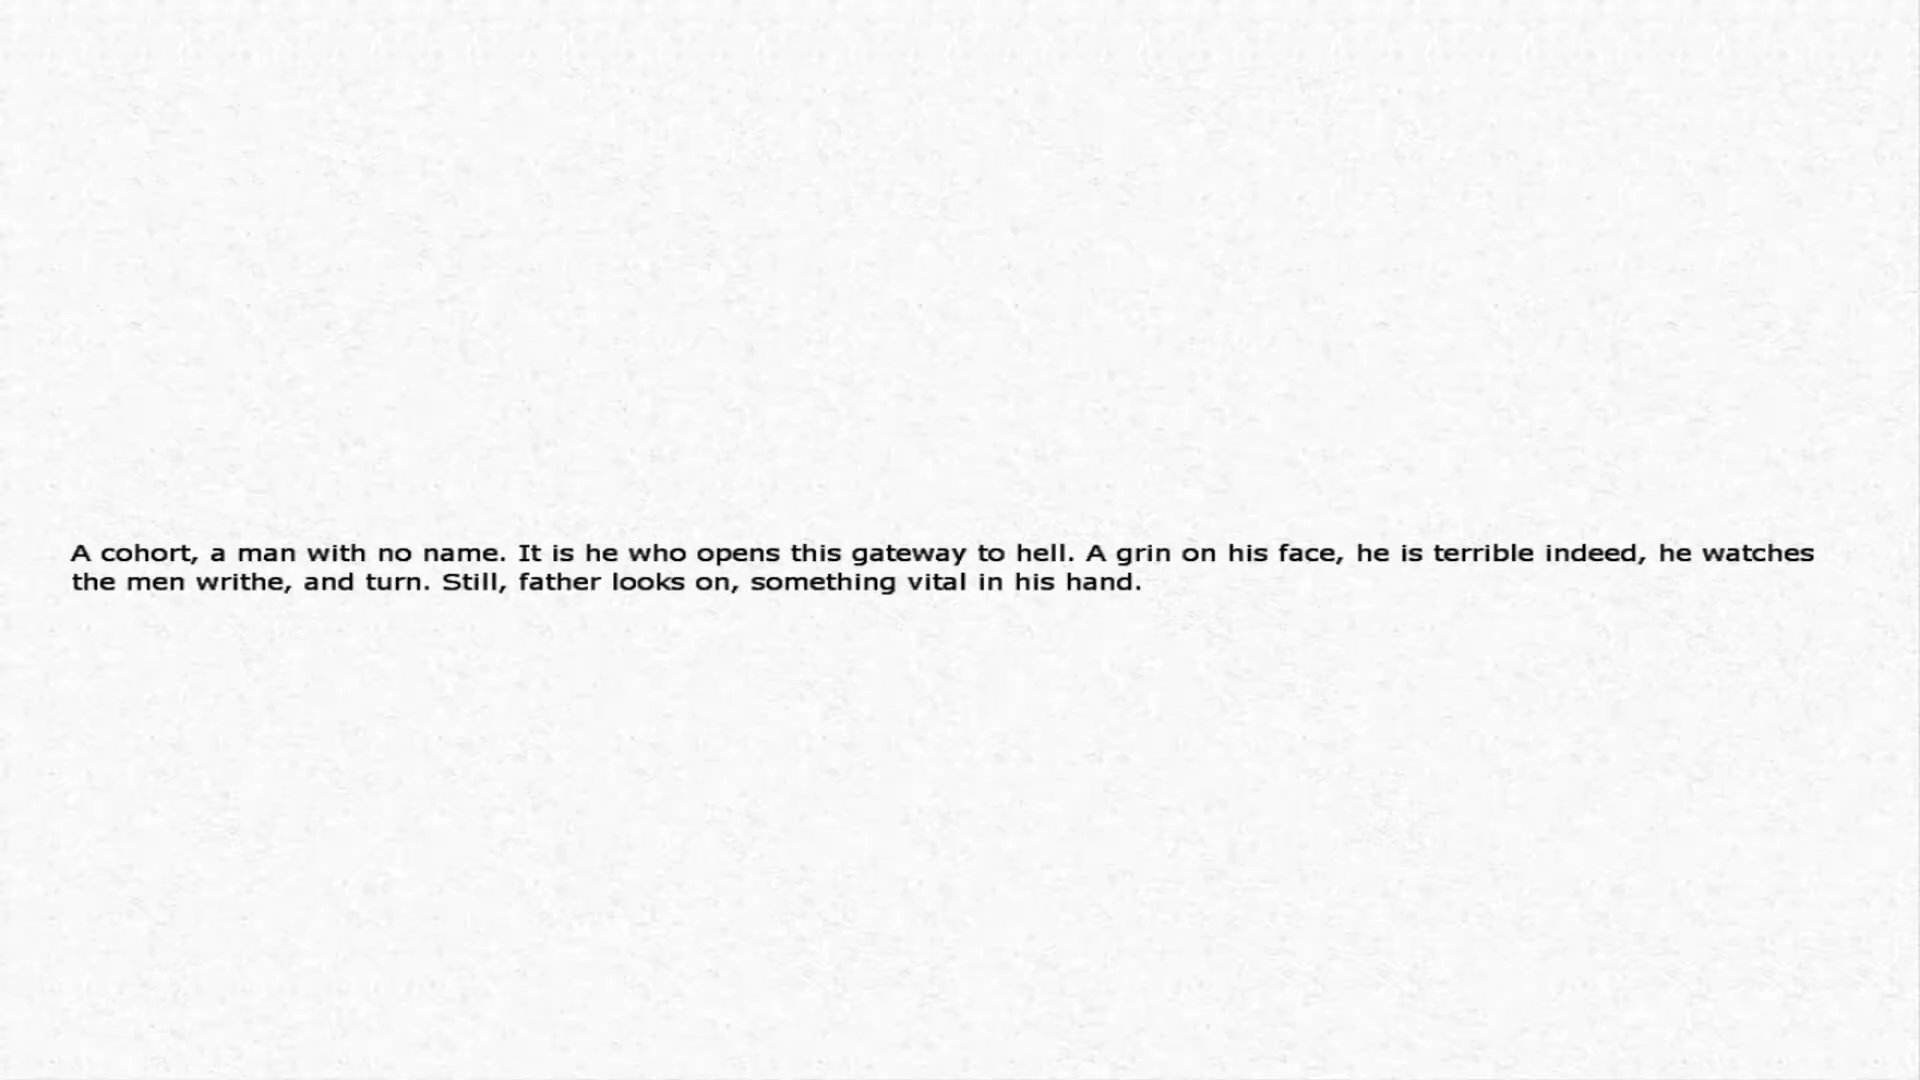 A cohort, a man with no name. It is he who opens this gateway to hell. A grin on his face, he is terrible indeed, he watches
the men writhe, and turn. Still, father looks on, something vital in his hand.